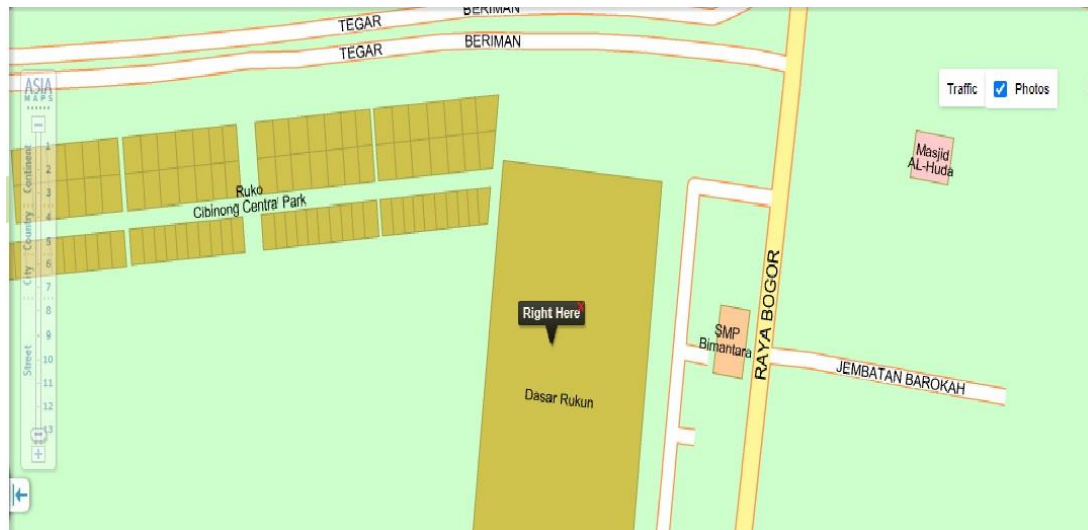 BERIMAN
TEGAR
BERIMAN
TEGAR
ASIA
MAPS
Traffic
Photos
Continent
Country
City
Street
1
2
3
4
5
6
7
8
9
10
11
12
13
Masjid
AL-Huda
Ruko
Cibinong Central Park
RAYA BOGOR
Right Here
X
SMP
Bimantara
JEMBATAN BAROKAH
Dasar Rukun